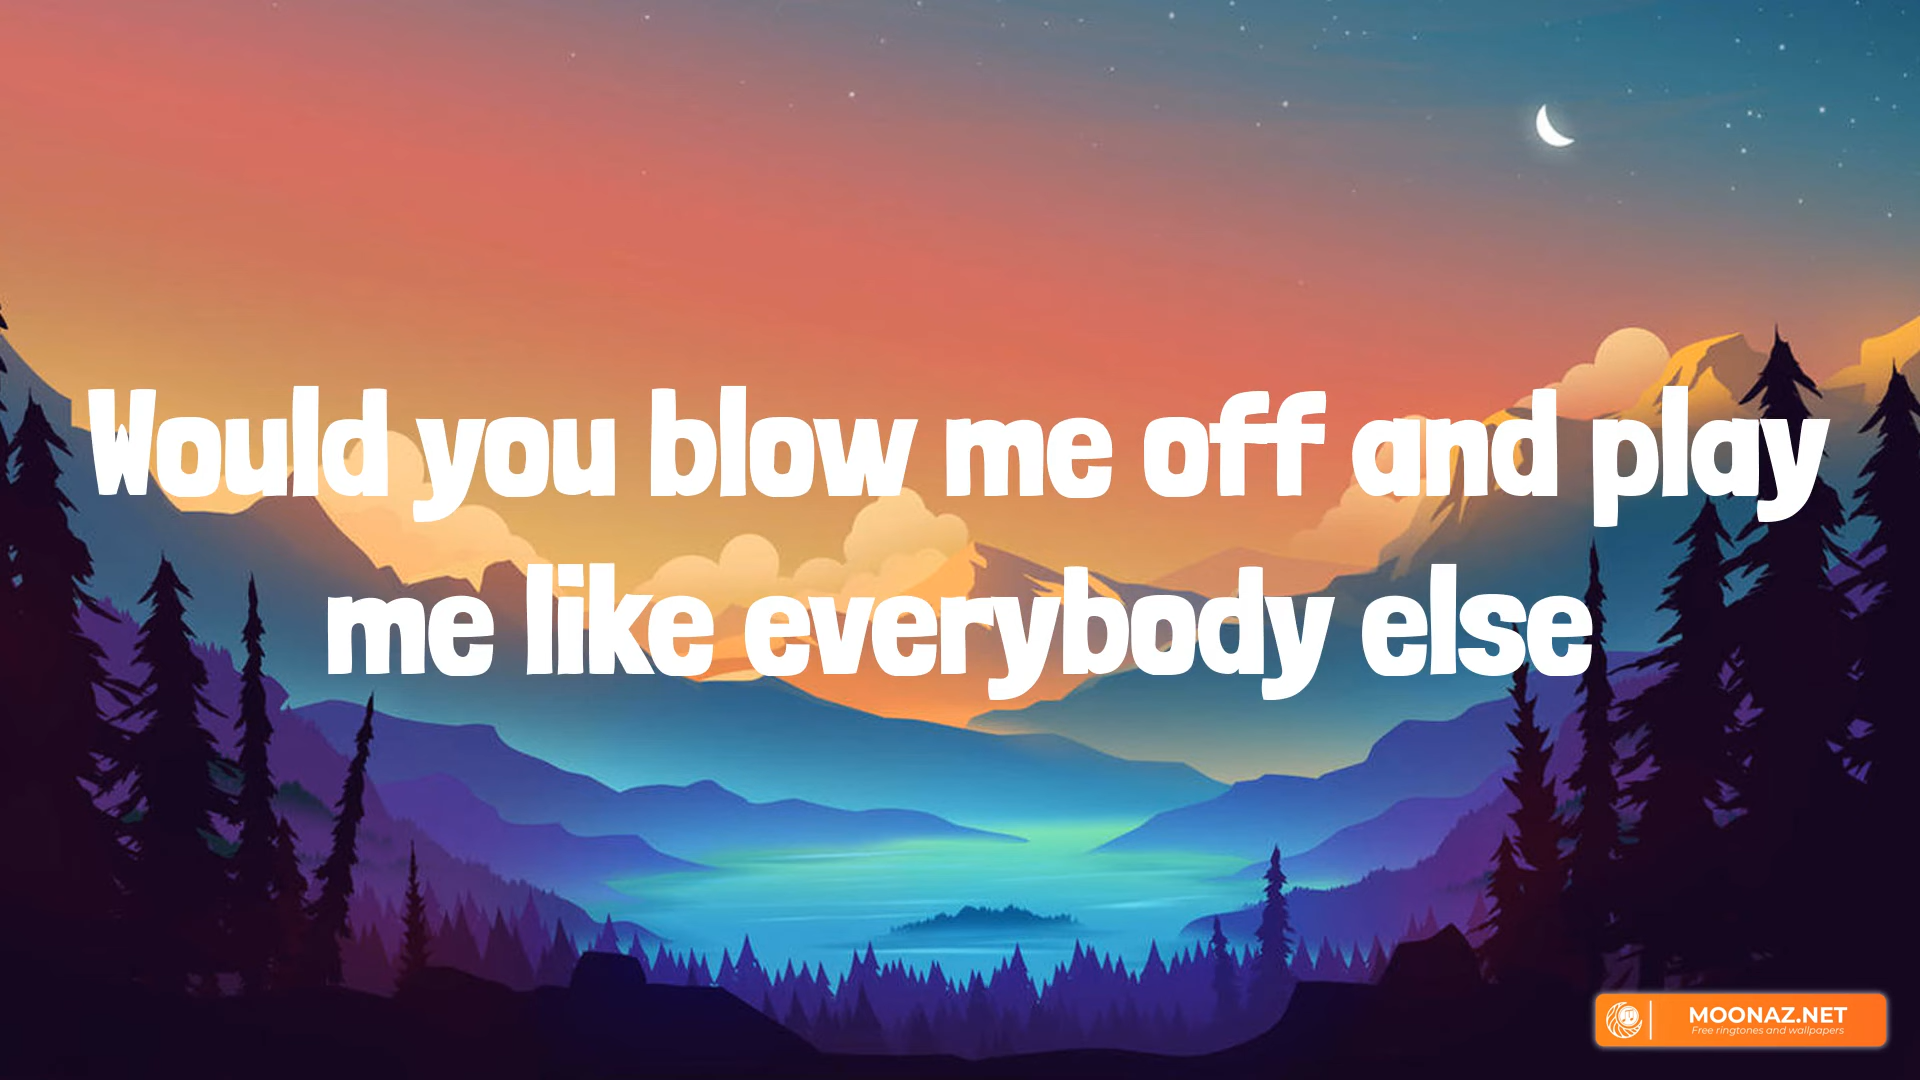 Would you blow me off and play
me like everybody else
MOONAZ.NET
Free ringtones and wallpapers